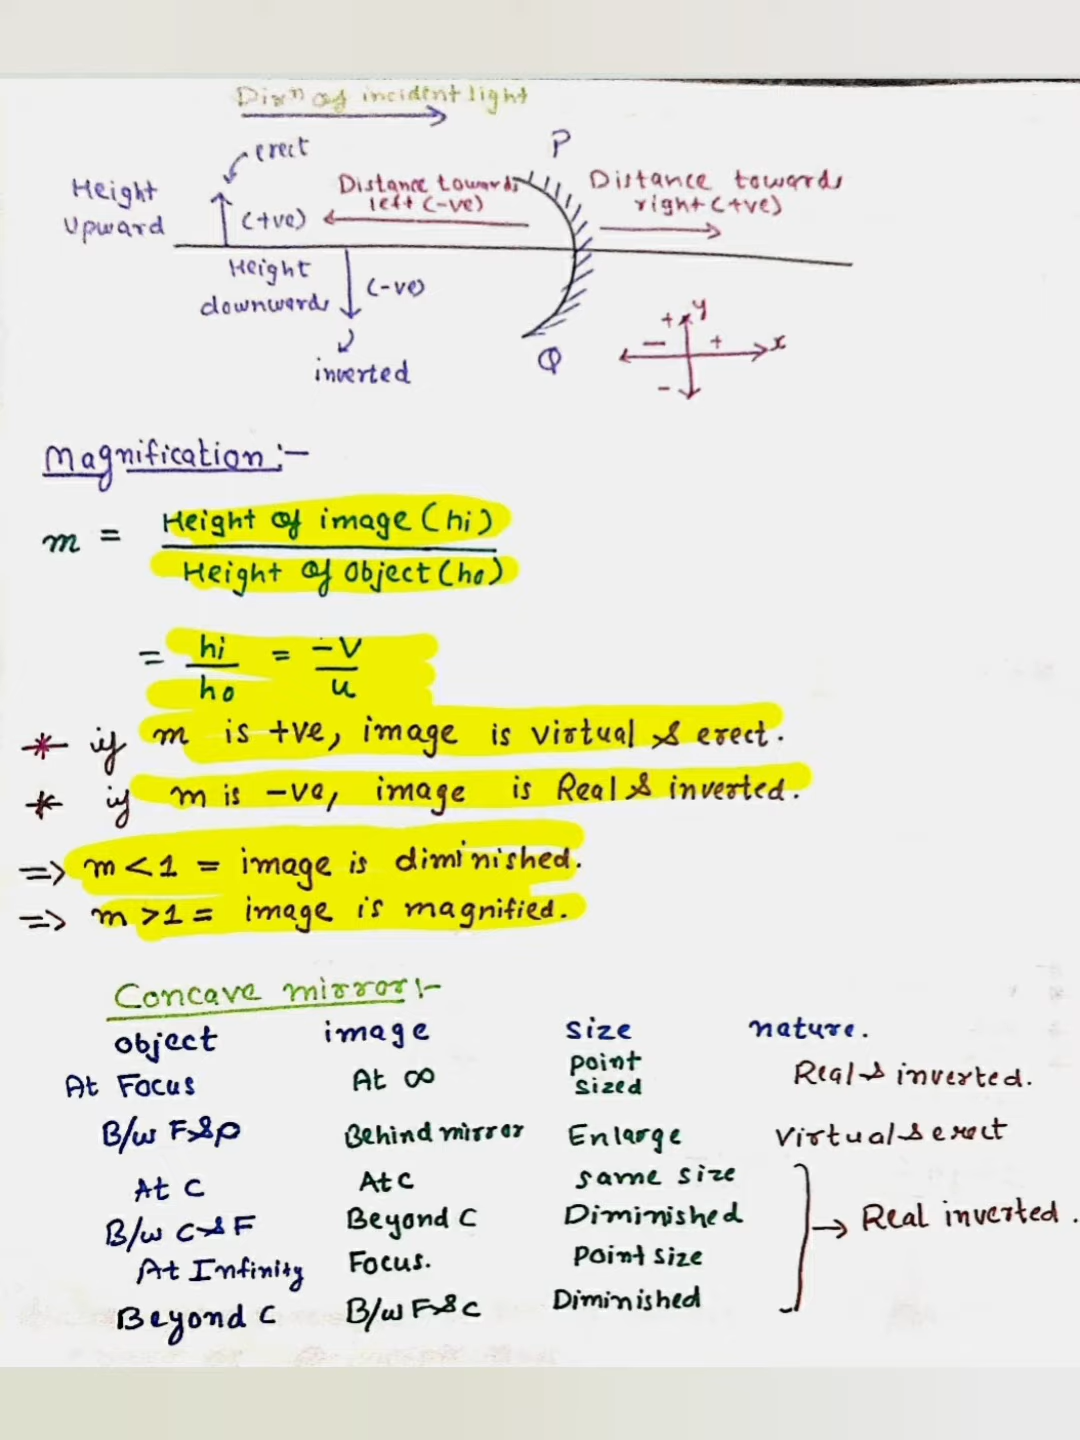 Dirn of incident light
erect
P
Height Upward
(+ve)
Distance towards left (-ve)
Distance towards right (+ve)
Height downwards
(-ve)
inverted
Q
+ y
- + x
-
Magnification :-
m = Height of image (hi)
Height of object (ho)
= hi = -v
ho u
* if m is +ve, image is virtual & erect.
* if m is -ve, image is Real & inverted.
=> m < 1 = image is diminished.
=> m > 1 = image is magnified.
Concave mirror :-
object image size nature.
At Focus At ∞ Point sized Real & inverted.
B/w F & P Behind mirror Enlarge virtual & erect
At C At C same size
B/w C & F Beyond C Diminished → Real inverted.
At Infinity Focus. Point size
Beyond C B/w F & C Diminished